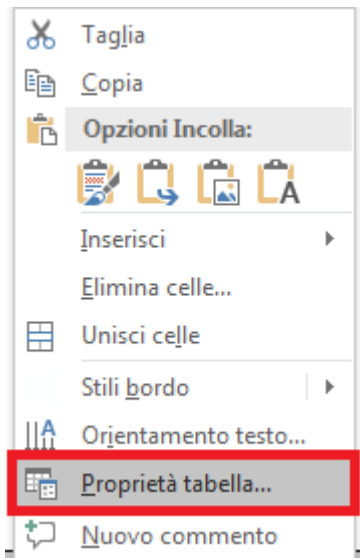 Taglia
Copia
Opzioni Incolla:
Inserisci
Elimina celle...
Unisci celle
Stili bordo
Orientamento testo...
Proprietà tabella...
Nuovo commento